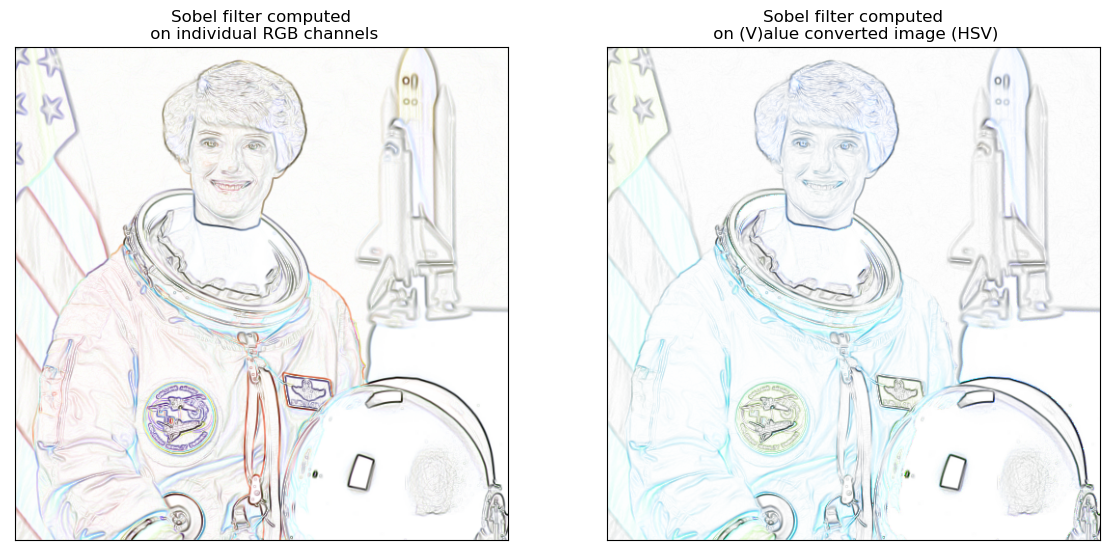 Sobel filter computed
on individual RGB channels
Sobel filter computed
on (V)alue converted image (HSV)